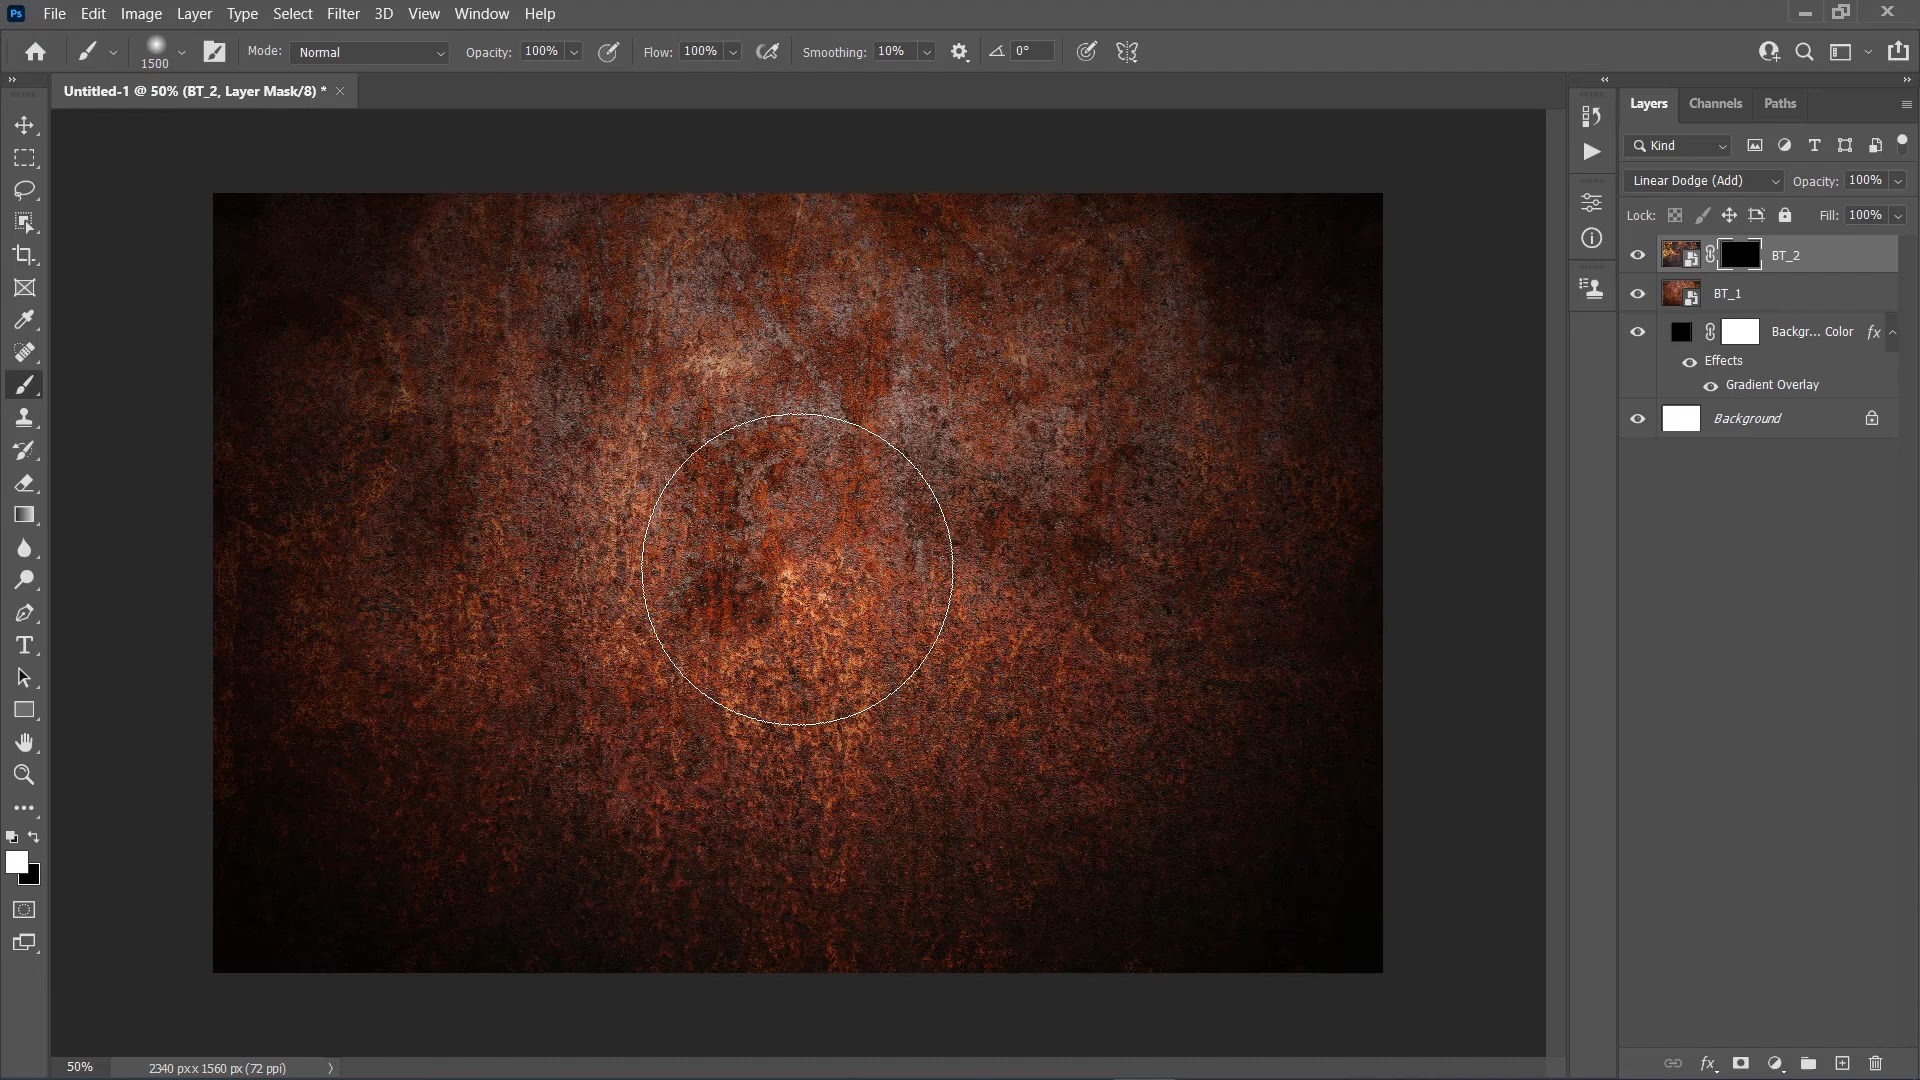 Ps File Edit Image Layer Type Select Filter 3D View Window Help
1500 Mode: Normal Opacity: 100% Flow: 100% Smoothing: 10% 0°
Untitled-1 @ 50% (BT_2, Layer Mask/8) *
Layers Channels Paths
Kind
Linear Dodge (Add) Opacity: 100%
Lock: Fill: 100%
BT_2
BT_1
Backgr... Color fx
Effects
Gradient Overlay
Background
50% 2340 px x 1560 px (72 ppi)
fx